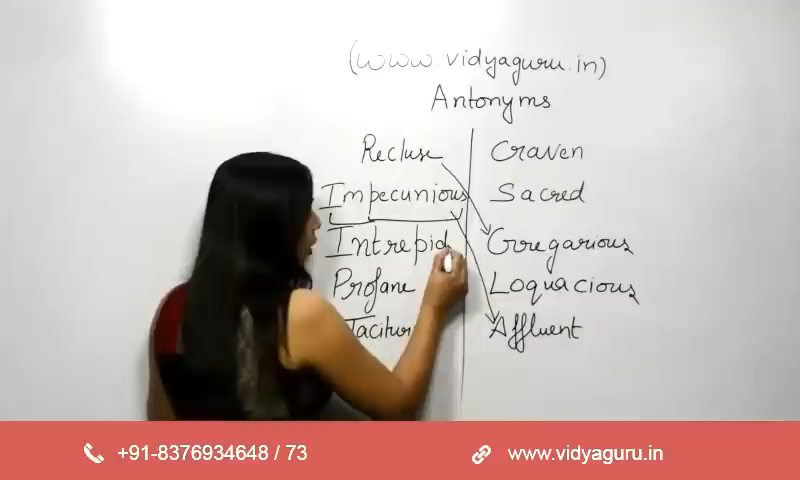 (www.vidyaguru.in)
Antonyms
Recluse Craven
Impecunious Sacred
Intrepid Gregarious
Profane Loquacious
Affluent
+91-8376934648 / 73 www.vidyaguru.in